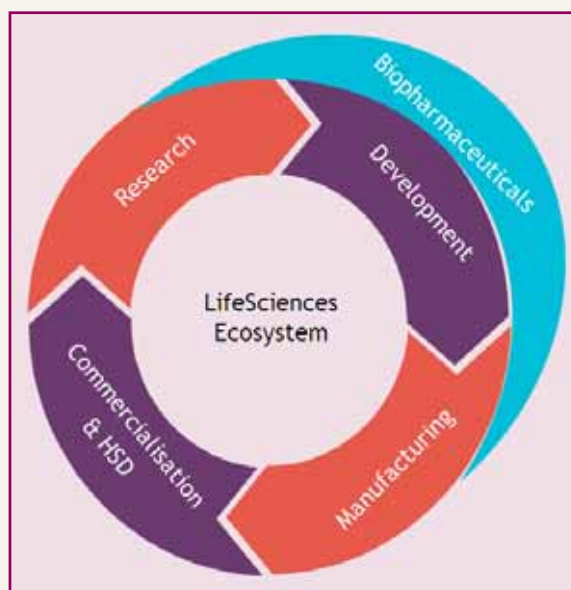 Biopharmaceuticals
Research
Development
LifeSciences
Ecosystem
Commercialisation
& HSD
Manufacturing